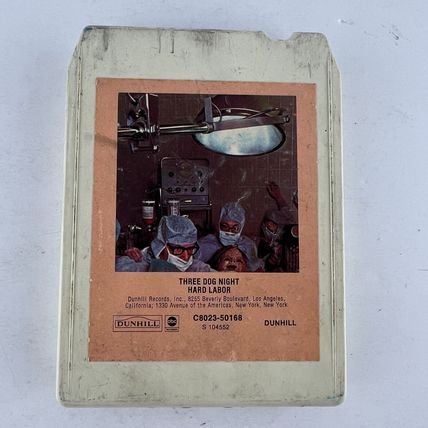 THREE DOG NIGHT
HARD LABOR
Dunhill Records, Inc., 8255 Beverly Boulevard, Los Angeles,
California; 1330 Avenue of the Americas, New York, New York
DUNHILL abc C8023-50168 DUNHILL
S 104552